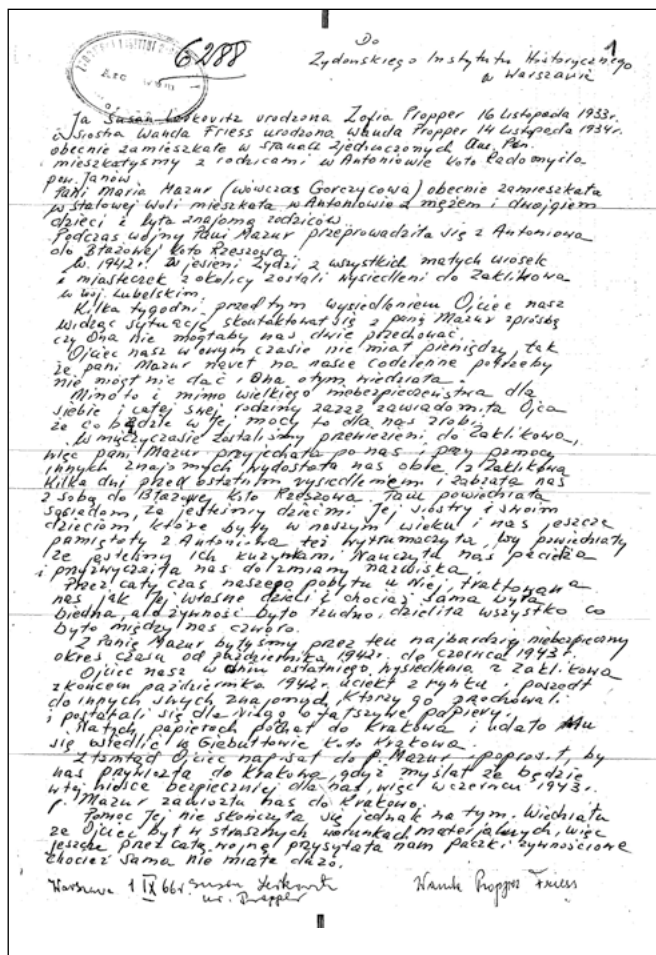 6288
1
Do
Żydowskiego Instytutu Historycznego
w Warszawie
Ja Susan Lerkovitz urodzona Zofia Propper 16 Listopada 1933r.
i siostra Wanda Friess urodzona Wanda Propper 14 Listopada 1934r.
obecnie zamieszkałe w Stanach Zjednoczonych Am. Płn.
mieszkałyśmy z rodzicami w Antoniowie koło Radomyśla
pow. Janów.
Pani Maria Mazur (wówczas Gorczycowa) obecnie zamieszkała
w Stalowej Woli mieszkała w Antoniowie z mężem i dwojgiem
dzieci i była znajomą rodziców.
Podczas wojny Pani Mazur przeprowadziła się z Antoniowa
do Błażowej koło Rzeszowa.
W 1942r. w jesieni Żydzi z wszystkich małych wiosek
i miasteczek z okolicy zostali wysiedleni do Zaklikowa
w woj. Lubelskim.
Kilka tygodni przed tym wysiedleniem Ojciec nasz
widząc sytuację skontaktował się z panią Mazur z prośbą
czy Ona nie mogłaby nas dwie przechować.
Ojciec nasz w owym czasie nie miał pieniędzy, tak
że pani Mazur nawet na nasze codzienne potrzeby
nie mógł nic dać i Ona o tym wiedziała.
Mimo to i mimo wielkiego niebezpieczeństwa dla
siebie i całej swej rodziny zaraz zawiadomiła Ojca
że co będzie w Jej mocy to dla nas zrobi.
W międzyczasie zostaliśmy przewiezieni do Zaklikowa,
więc pani Mazur przyjechała po nas i przy pomocy
innych znajomych wydostała nas obie z Zaklikowa
kilka dni przed ostatnim wysiedleniem i zabrała nas
z sobą do Błażowej koło Rzeszowa. Tam powiedziała
sąsiadom, że jesteśmy dziećmi Jej siostry i swoim
dzieciom, które były w naszym wieku i nas jeszcze
pamiętały z Antoniowa też wytłumaczyła, by powiedziały
że jesteśmy ich kuzynkami. Nauczyła nas pacierza
i przyzwyczaiła nas do zmiany nazwiska.
Przez cały czas naszego pobytu u Niej, traktowana
nas jak Jej własne dzieci i chociaż sama była
biedna, a o żywność było trudno, dzieliła wszystko co
było między nas czworo.
Z Panią Mazur byłyśmy przez ten najbardziej niebezpieczny
okres czasu od października 1942r. do czerwca 1943r.
Ojciec nasz w dniu ostatniego wysiedlenia z Zaklikowa
z końcem października 1942r. uciekł z rynku i poszedł
do innych swych znajomych, którzy go przechowali
i postarali się dla Niego o fałszywe papiery.
Na tych papierach pojechał do Krakowa i udało Mu
się osiedlić w Giebułtowie koło Krakowa.
Stamtąd Ojciec napisał do p. Mazur i poprosił, by
nas przywiozła do Krakowa, gdyż myślał że będzie
w tej miejsce bezpieczniej dla nas, więc w czerwcu 1943r.
p. Mazur zawiozła nas do Krakowa.
Pomoc Jej nie skończyła się jednak na tym. Wiedziała
że Ojciec był w strasznych warunkach materjalnych, więc
jeszcze przez całą wojnę przysyłała nam paczki żywnościowe
chociaż sama nie miała dużo.
Warszawa 1 IX 66r. Susan Lerkovitz Wanda Propper Friess
ur. Propper